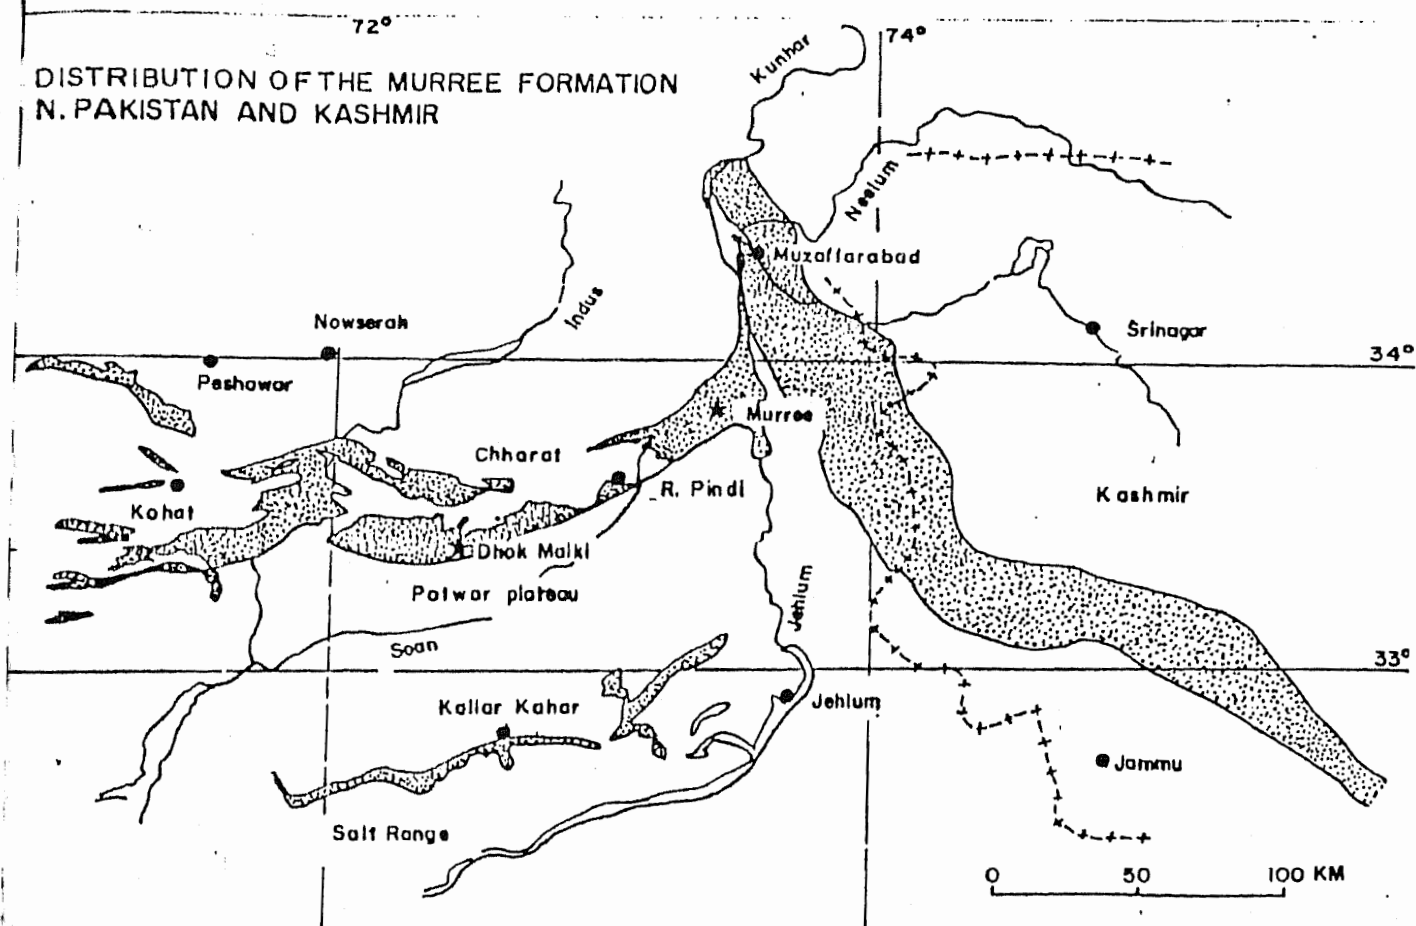 72°
74°
DISTRIBUTION OF THE MURREE FORMATION
N. PAKISTAN AND KASHMIR
Kunhar
Neelum
Muzaffarabad
Indus
Nowserah
Srinagar
34°
Peshawar
Murree
Chharat
R. Pindi
Kashmir
Kohat
Dhok Maiki
Potwar plateau
Jehlum
Soan
33°
Kallar Kahar
Jehlum
Jammu
Salt Range
0 50 100 KM